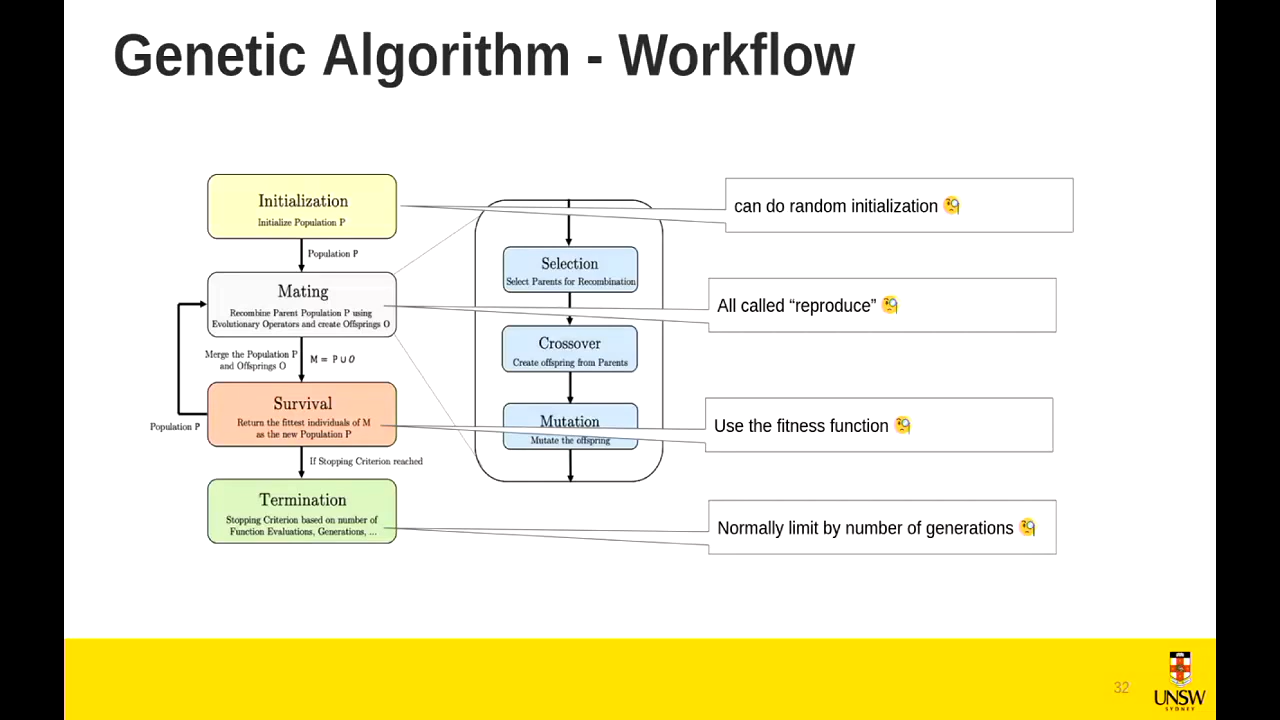 Genetic Algorithm - Workflow
Initialization
Initialize Population P
can do random initialization 🧐
Population P
Mating
Recombine Parent Population P using
Evolutionary Operators and create Offsprings O
All called “reproduce” 🧐
Selection
Select Parents for Recombination
Crossover
Create offspring from Parents
Mutation
Mutate the offspring
Merge the Population P
and Offsprings O
M = P ∪ O
Survival
Return the fittest individuals of M
as the new Population P
Use the fitness function 🧐
Population P
If Stopping Criterion reached
Termination
Stopping Criterion based on number of
Function Evaluations, Generations, ...
Normally limit by number of generations 🧐
32
UNSW
SYDNEY